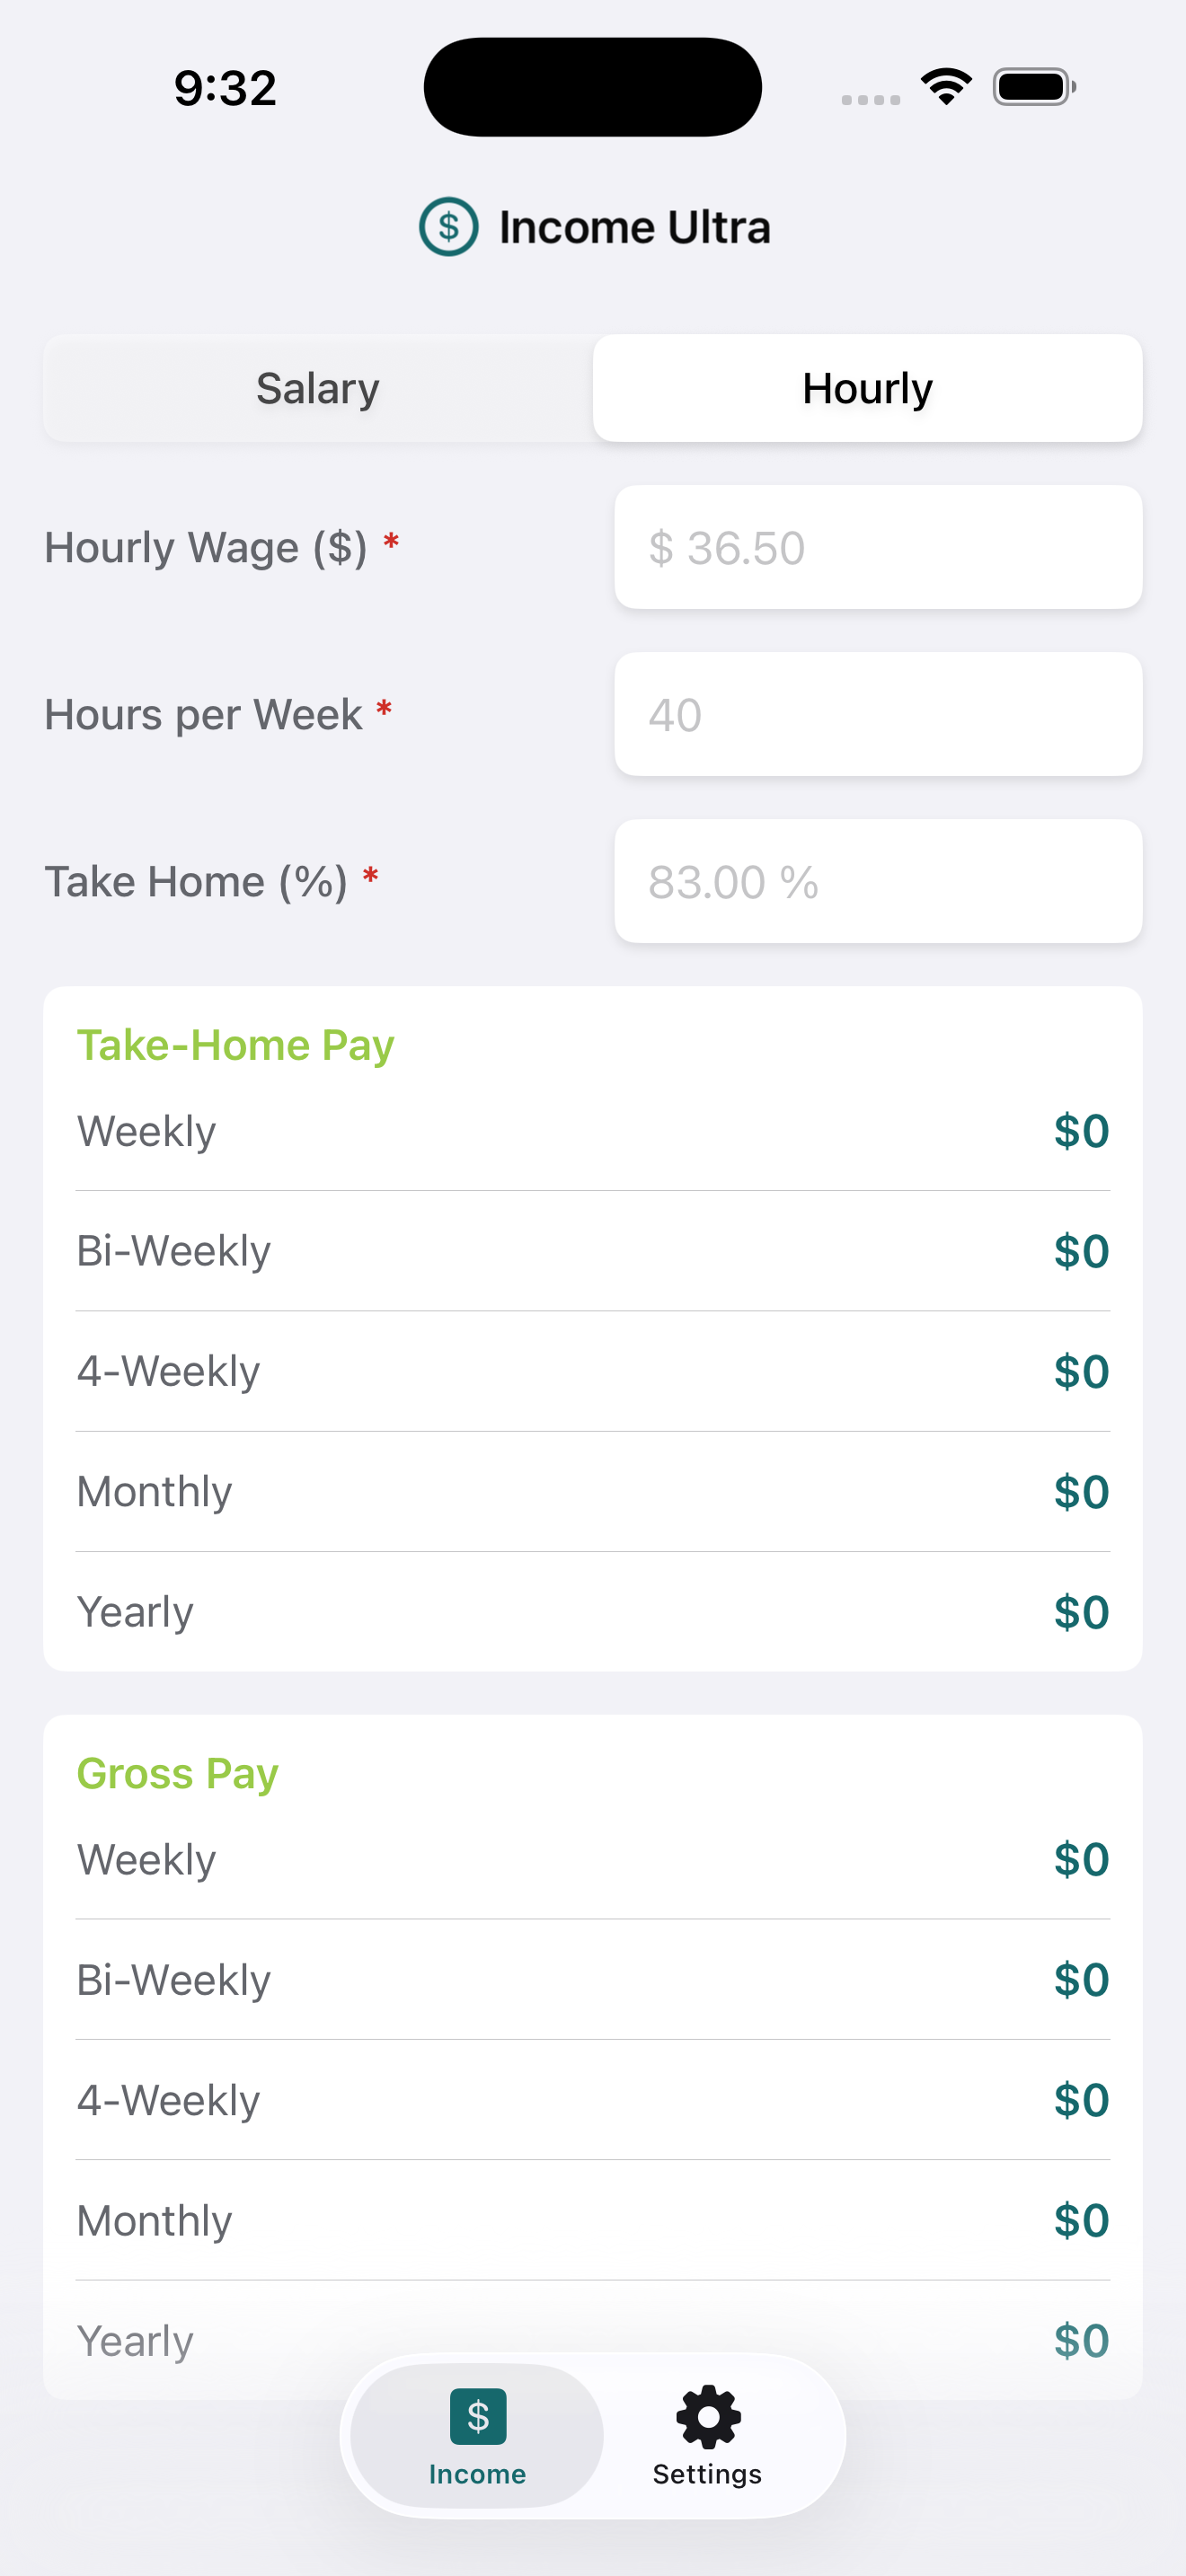 9:32
$ Income Ultra
Salary Hourly
Hourly Wage ($) * $ 36.50
Hours per Week * 40
Take Home (%) * 83.00 %
Take-Home Pay
Weekly $0
Bi-Weekly $0
4-Weekly $0
Monthly $0
Yearly $0
Gross Pay
Weekly $0
Bi-Weekly $0
4-Weekly $0
Monthly $0
Yearly $0
$
Income Settings